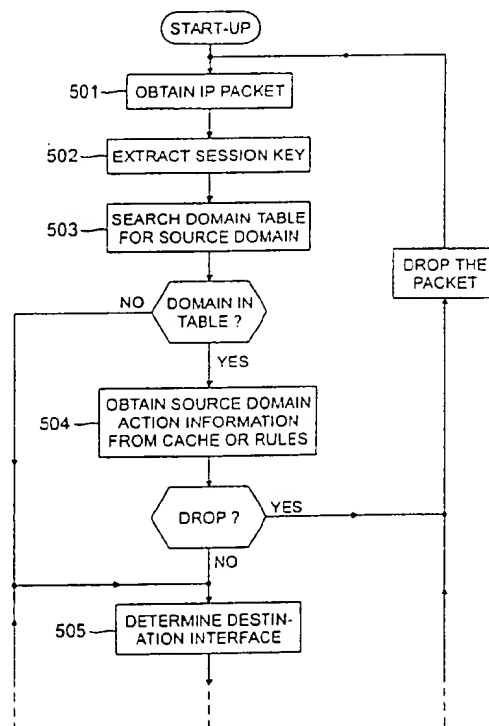 START-UP
501
OBTAIN IP PACKET
502
EXTRACT SESSION KEY
503
SEARCH DOMAIN TABLE
FOR SOURCE DOMAIN
DROP THE
PACKET
NO
DOMAIN IN
TABLE ?
YES
504
OBTAIN SOURCE DOMAIN
ACTION INFORMATION
FROM CACHE OR RULES
DROP ?
YES
NO
505
DETERMINE DESTIN-
ATION INTERFACE